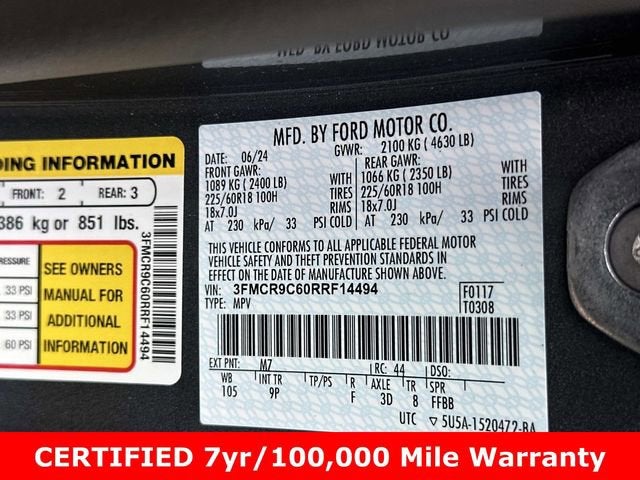 MFD. BY FORD MOTOR CO.
DING INFORMATION
FRONT: 2 REAR: 3
386 kg or 851 lbs.
PRESSURE
33 PSI
33 PSI
60 PSI
SEE OWNERS
MANUAL FOR
ADDITIONAL
INFORMATION
3FMCR9C60RRF14494
MFD. BY FORD MOTOR CO.
DATE: 06/24 GVWR: 2100 KG ( 4630 LB)
FRONT GAWR: REAR GAWR:
1089 KG ( 2400 LB) WITH 1066 KG ( 2350 LB) WITH
225/60R18 100H TIRES 225/60R18 100H TIRES
18x7.0J RIMS 18x7.0J RIMS
AT 230 kPa/ 33 PSI COLD AT 230 kPa/ 33 PSI COLD
THIS VEHICLE CONFORMS TO ALL APPLICABLE FEDERAL MOTOR
VEHICLE SAFETY AND THEFT PREVENTION STANDARDS IN
EFFECT ON THE DATE OF MANUFACTURE SHOWN ABOVE.
VIN: 3FMCR9C60RRF14494
TYPE: MPV
F0117
T0308
EXT PNT: M7 RC: 44 DSO:
WB INT TR TP/PS R AXLE TR SPR
105 9P F 3D 8 FFBB
UTC ▽ 5U5A-1520472-BA
CERTIFIED 7yr/100,000 Mile Warranty